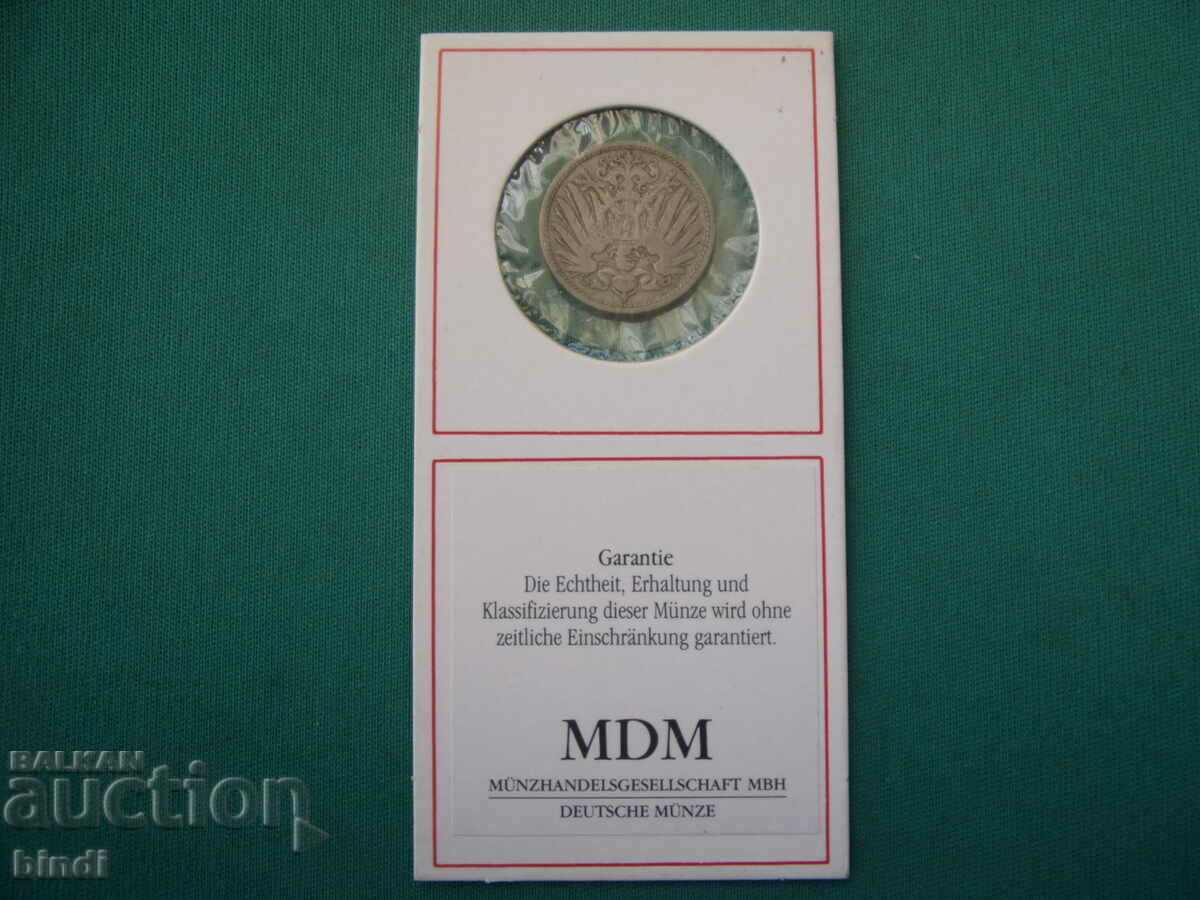 Garantie
Die Echtheit, Erhaltung und
Klassifizierung dieser Münze wird ohne
zeitliche Einschränkung garantiert.
MDM
MÜNZHANDELSGESELLSCHAFT MBH
DEUTSCHE MÜNZE
BALKAN
auction
bindi